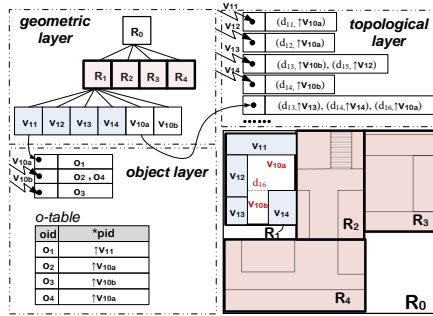 geometric layer
R0
R1 R2 R3 R4
v11 v12 v13 v14 v10a v10b
topological layer
v11 (d11, ↑v10a)
v12 (d12, ↑v10a)
v13 (d13, ↑v10b), (d15, ↑v12)
v14 (d14, ↑v10b)
(d13,↑v13), (d14,↑v14), (d16,↑v10a)
......
object layer
o1
v10a o2 , o4
v10b o3
o-table
oid *pid
o1 ↑v11
o2 ↑v10a
o3 ↑v10b
o4 ↑v10a
v11
v10a
v12
d16
v10b
v13
v14
R1
R2
R3
R4
R0